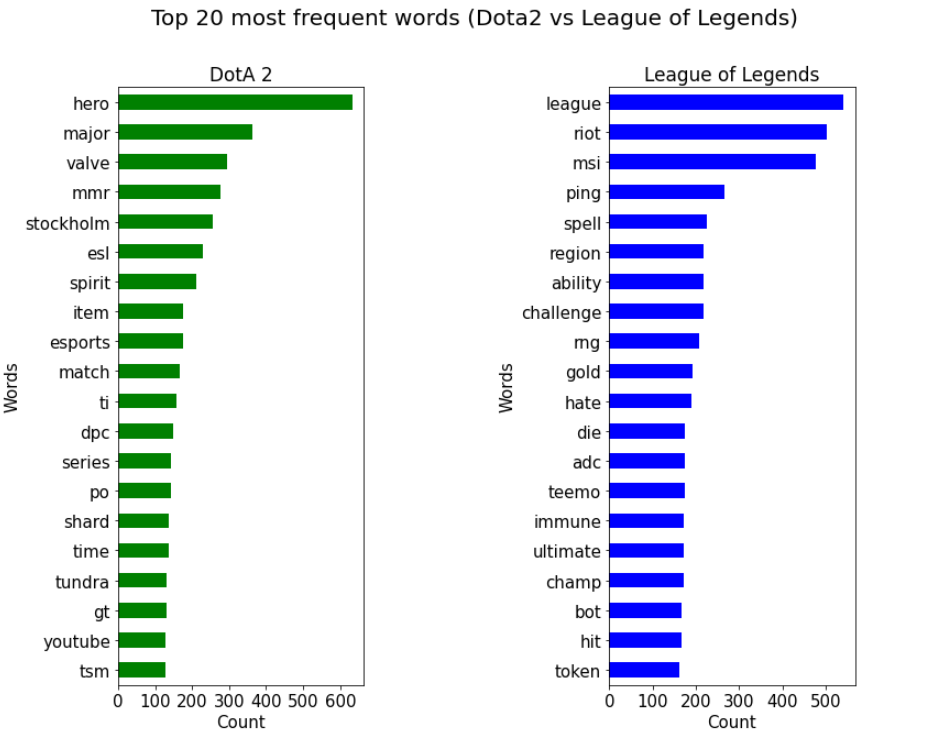 Top 20 most frequent words (Dota2 vs League of Legends)
DotA 2
hero
major
valve
mmr
stockholm
esl
spirit
item
esports
match
ti
dpc
series
po
shard
time
tundra
gt
youtube
tsm
Words
0 100 200 300 400 500 600
Count
League of Legends
league
riot
msi
ping
spell
region
ability
challenge
rng
gold
hate
die
adc
teemo
immune
ultimate
champ
bot
hit
token
Words
0 100 200 300 400 500
Count